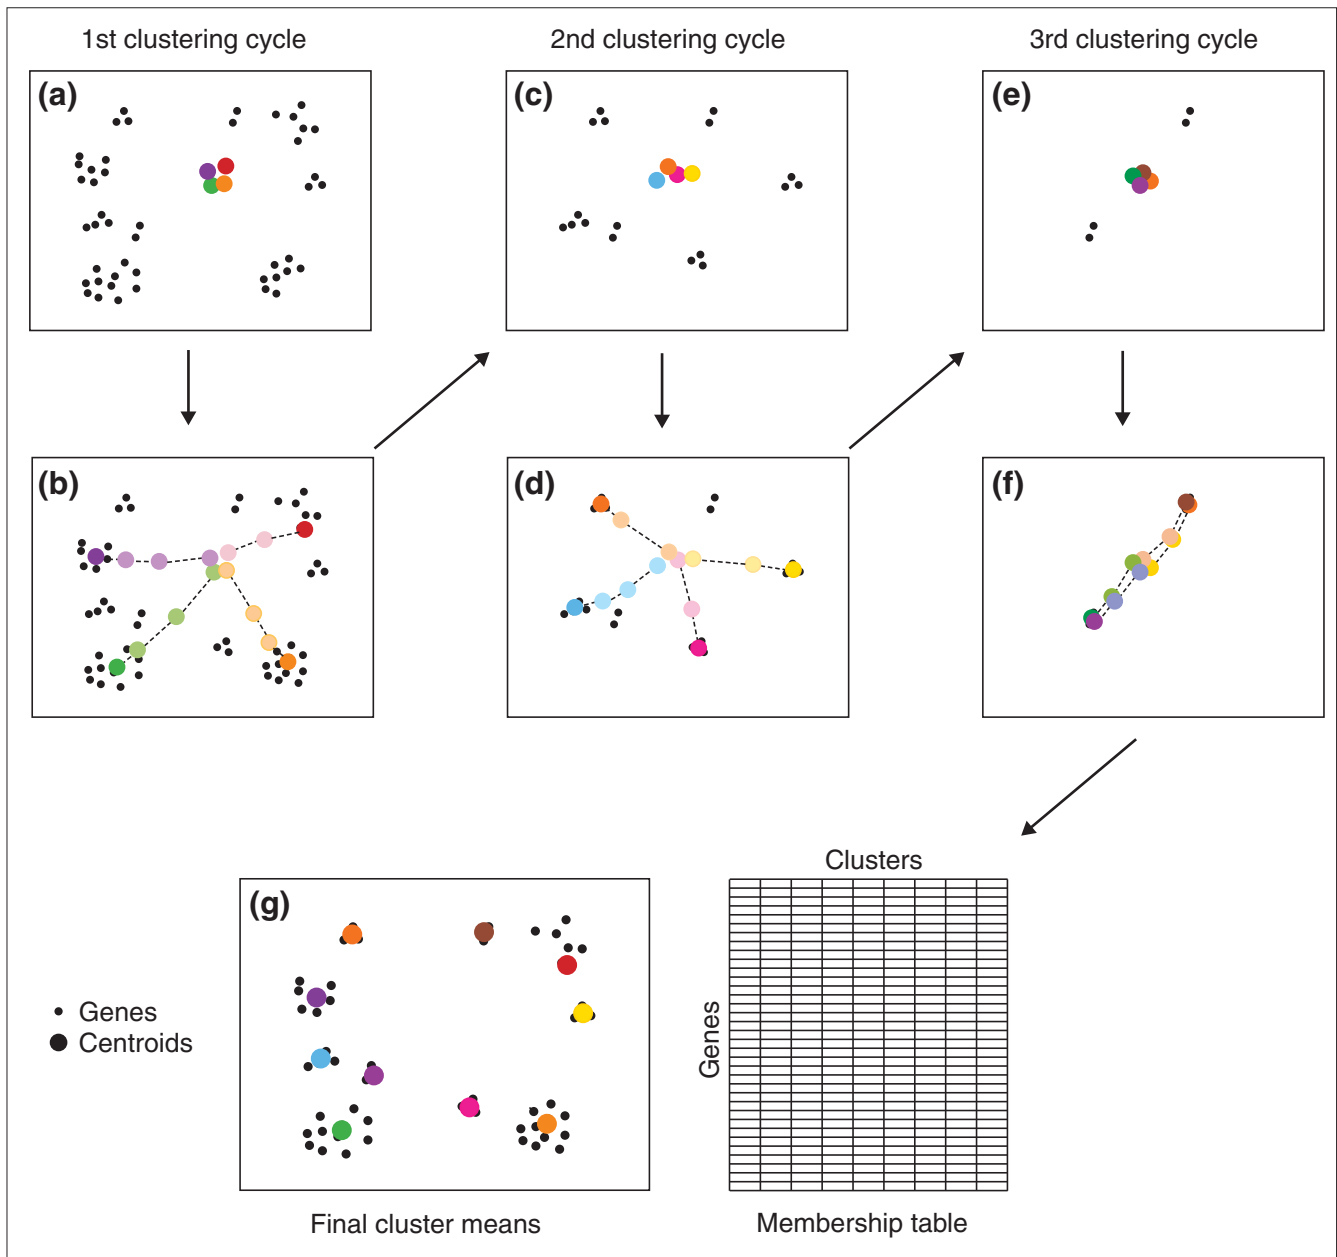 1st clustering cycle
2nd clustering cycle
3rd clustering cycle
(a)
(c)
(e)
(b)
(d)
(f)
Clusters
(g)
Genes
Centroids
Genes
Final cluster means
Membership table